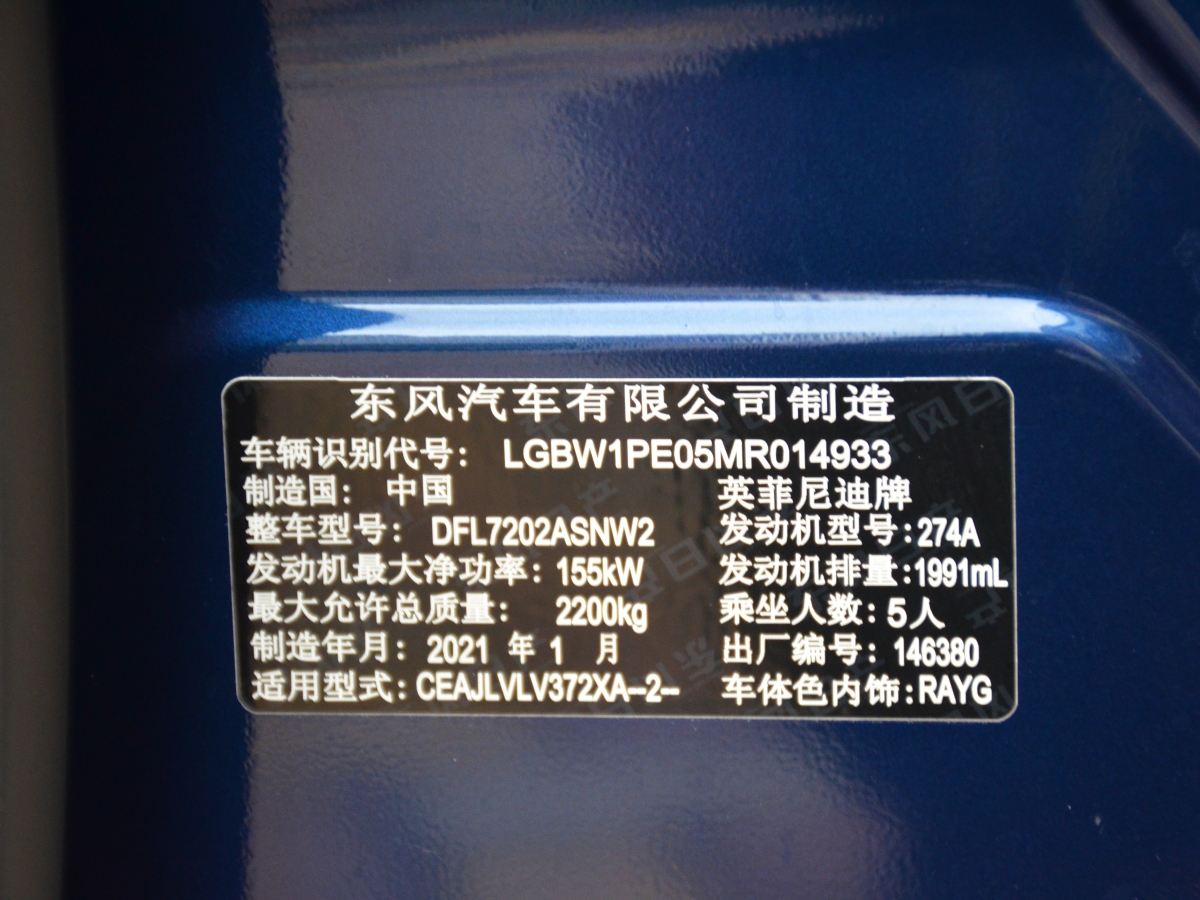 东风汽车有限公司制造
车辆识别代号: LGBW1PE05MR014933
制造国: 中国 英菲尼迪牌
整车型号: DFL7202ASNW2 发动机型号:274A
发动机最大净功率: 155kW 发动机排量:1991mL
最大允许总质量: 2200kg 乘坐人数: 5人
制造年月: 2021 年 1 月 出厂编号: 146380
适用型式: CEAJLVLV372XA--2-- 车体色内饰:RAYG